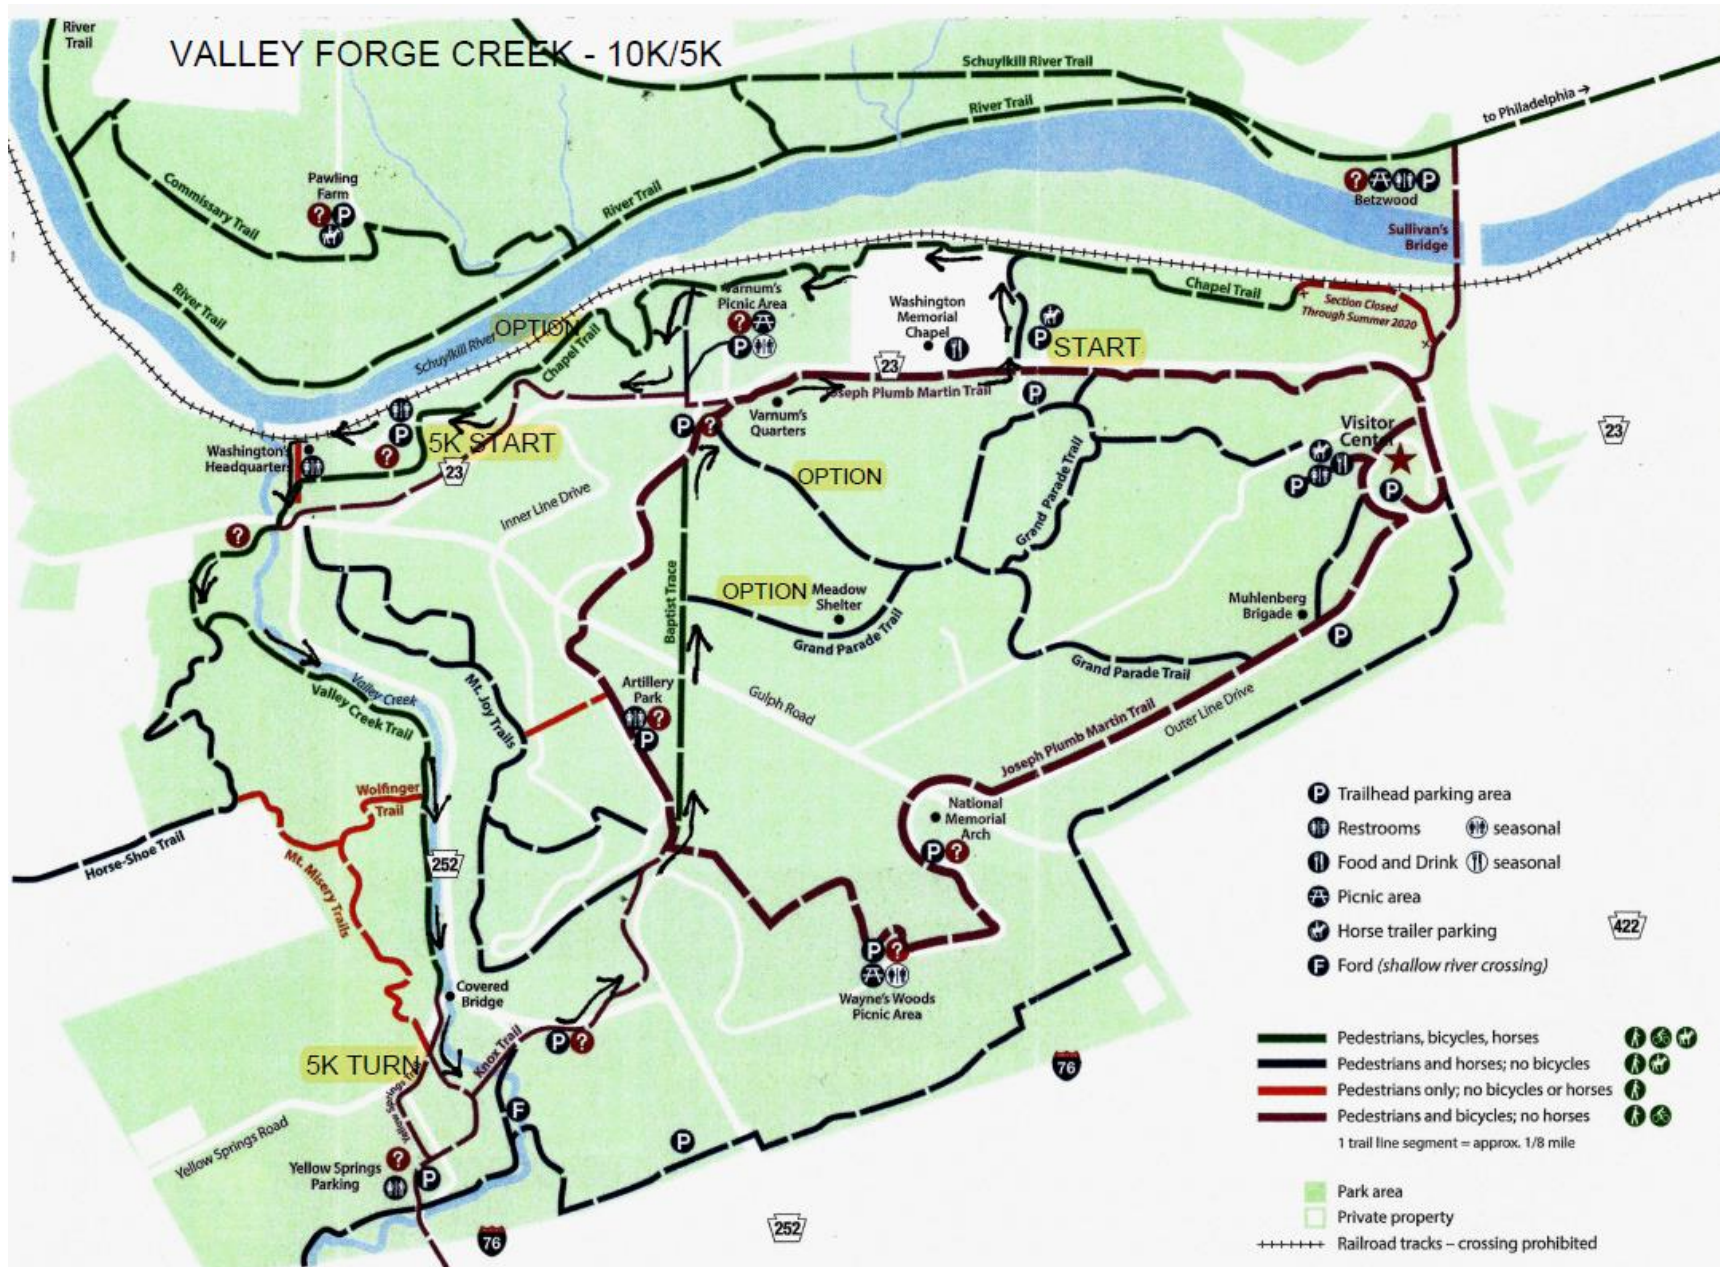 VALLEY FORGE CREEK - 10K/5K
River
Trail
Schuylkill River Trail
River Trail
to Philadelphia →
Commissary Trail
Pawling
Farm
? P
River Trail
River Trail
? P
Betzwood
Sullivan's
Bridge
Chapel Trail
Section Closed
Through Summer 2020
Varnum's
Picnic Area
?
P
Washington
Memorial
Chapel
P
START
OPTION
Schuylkill River
Chapel Trail
23
Joseph Plumb Martin Trail
P
Varnum's
Quarters
P ?
P
?
5K START
23
Washington's
Headquarters
Visitor
Center
P
P
23
OPTION
Grand Parade Trail
Inner Line Drive
Grand Parade Trail
?
Baptist Trace
OPTION
Meadow
Shelter
Grand Parade Trail
Muhlenberg
Brigade
P
Grand Parade Trail
Valley Creek
Valley Creek Trail
Mt. Joy Trails
Artillery
Park
?
P
Gulph Road
Joseph Plumb Martin Trail
Outer Line Drive
Wolfinger
Trail
252
Horse-Shoe Trail
Mt. Misery Trails
National
Memorial
Arch
P ?
P ?
Wayne's Woods
Picnic Area
Covered
Bridge
P ?
Knox Trail
5K TURN
Yellow Springs Trail
F
76
P
Yellow Springs Road
?
Yellow Springs
Parking
P
76
252
P Trailhead parking area
Restrooms seasonal
Food and Drink seasonal
Picnic area
Horse trailer parking
F Ford (shallow river crossing)
422
Pedestrians, bicycles, horses
Pedestrians and horses; no bicycles
Pedestrians only; no bicycles or horses
Pedestrians and bicycles; no horses
1 trail line segment = approx. 1/8 mile
Park area
Private property
Railroad tracks – crossing prohibited